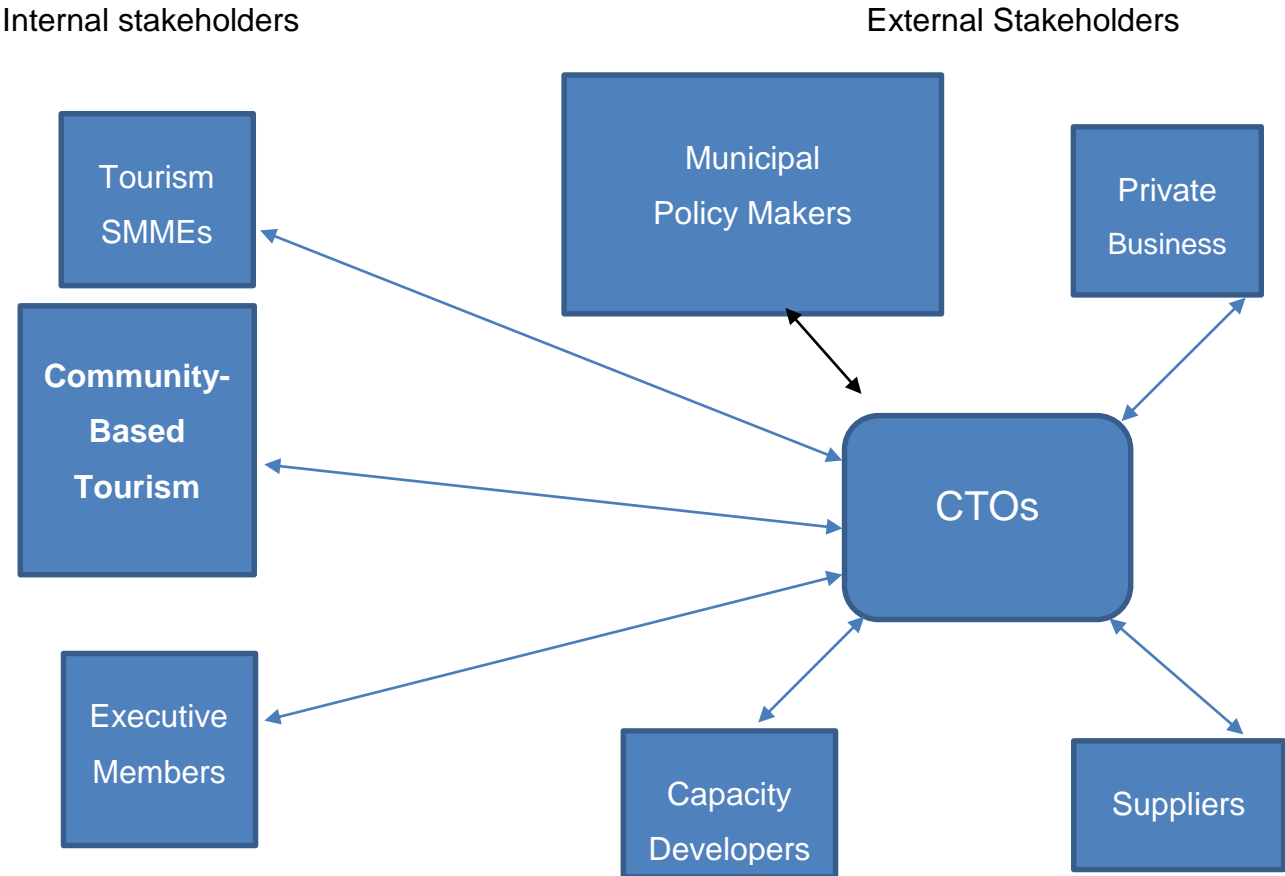 Internal stakeholders
External Stakeholders
Tourism
SMMEs
Municipal
Policy Makers
Private
Business
Community-
Based
Tourism
CTOs
Executive
Members
Capacity
Developers
Suppliers